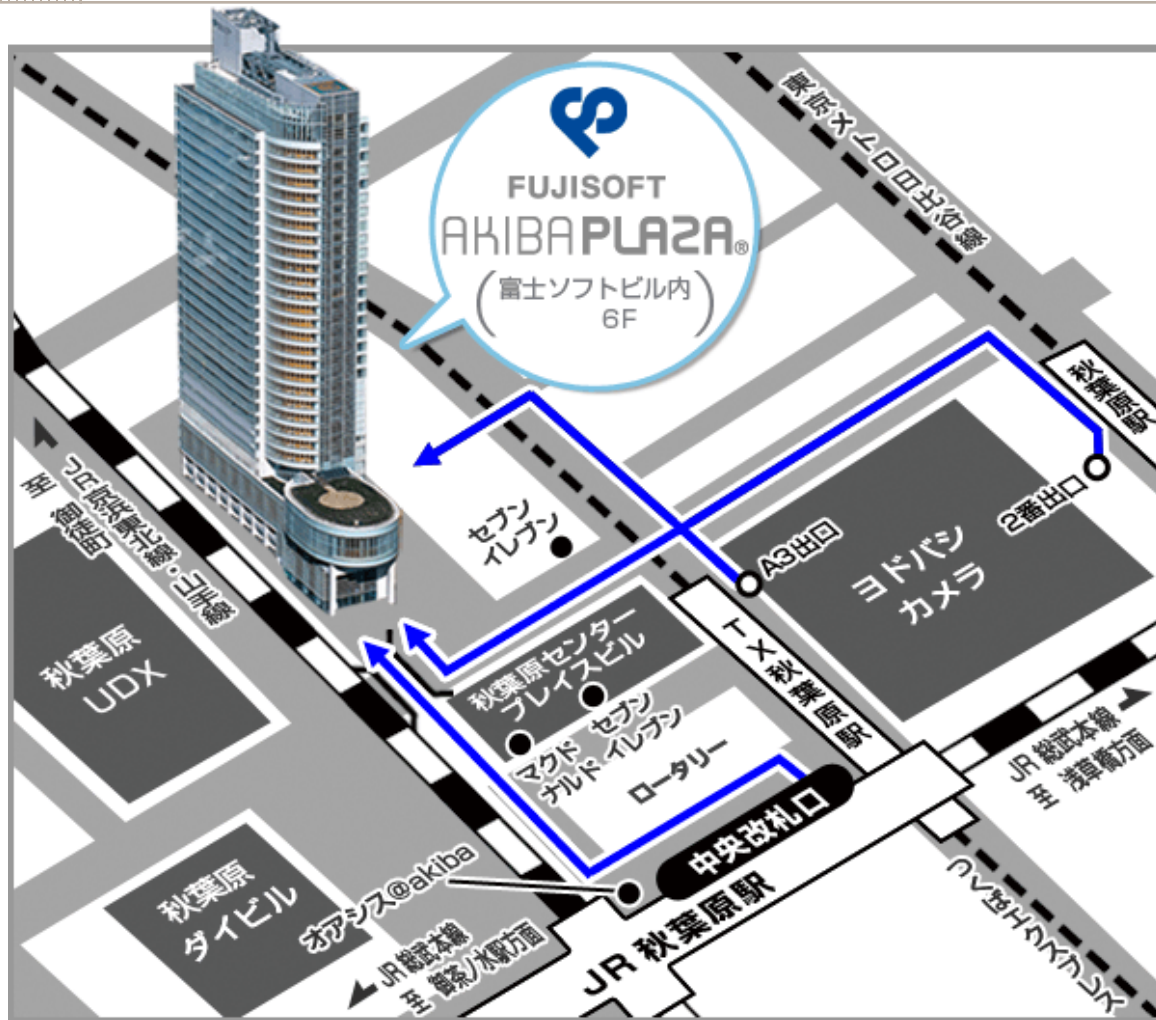 FUJISOFT
AKIBA PLAZA®
(富士ソフトビル内
6F)
東京メトロ日比谷線
秋葉原駅
2番出口
A3出口
ヨドバシ
カメラ
セブン
イレブン
至 御徒町
JR京浜東北線・山手線
秋葉原
UDX
秋葉原センター
プレイスビル
マクド
ナルド
セブン
イレブン
ロータリー
TX秋葉原駅
JR 総武本線
至 浅草橋方面
中央改札口
JR 秋葉原駅
オアシス@akiba
秋葉原
ダイビル
JR 総武本線
至 御茶ノ水駅方面
つくばエクスプレス